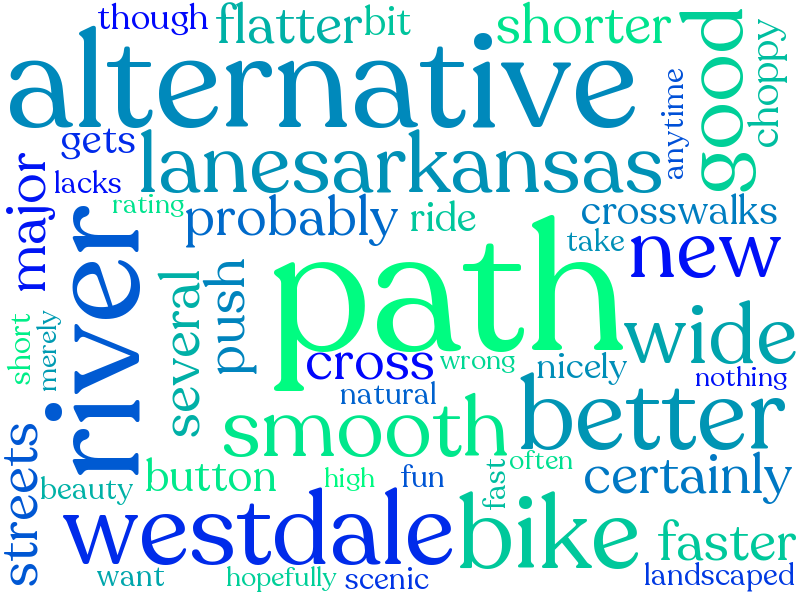 though
flatter
bit
shorter
good
choppy
alternative
anytime
gets
lanes
arkansas
major
lacks
rating
probably
ride
crosswalks
take
new
river
path
several
push
wide
short
merely
cross
wrong
nicely
nothing
natural
better
streets
smooth
beauty
button
high
fun
fast
often
certainly
westdale
bike
faster
want
hopefully
scenic
landscaped